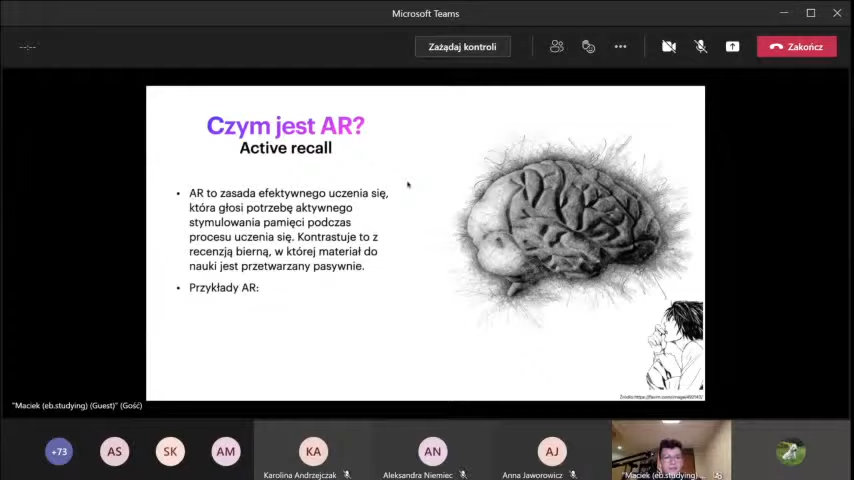 Microsoft Teams
--:--
Zażądaj kontroli
Zakończ
Czym jest AR?
Active recall
• AR to zasada efektywnego uczenia się,
która głosi potrzebę aktywnego
stymulowania pamięci podczas
procesu uczenia się. Kontrastuje to z
recenzją bierną, w której materiał do
nauki jest przetwarzany pasywnie.
• Przykłady AR:
"Maciek (eb.studying) (Guest)" (Gość)
+73
AS
SK
AM
KA
AN
AJ
Karolina Andrzejczak
Aleksandra Niemiec
Anna Jaworowicz
"Maciek (eb.studying)